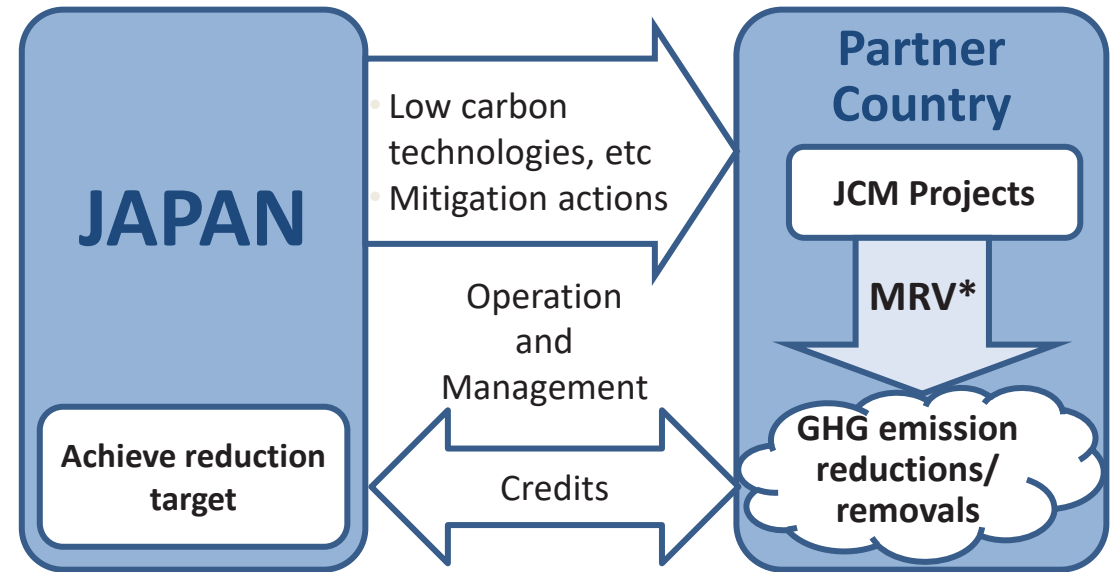 JAPAN
Achieve reduction
target
• Low carbon
technologies, etc
• Mitigation actions
Operation
and
Management
Credits
Partner
Country
JCM Projects
MRV*
GHG emission
reductions/
removals